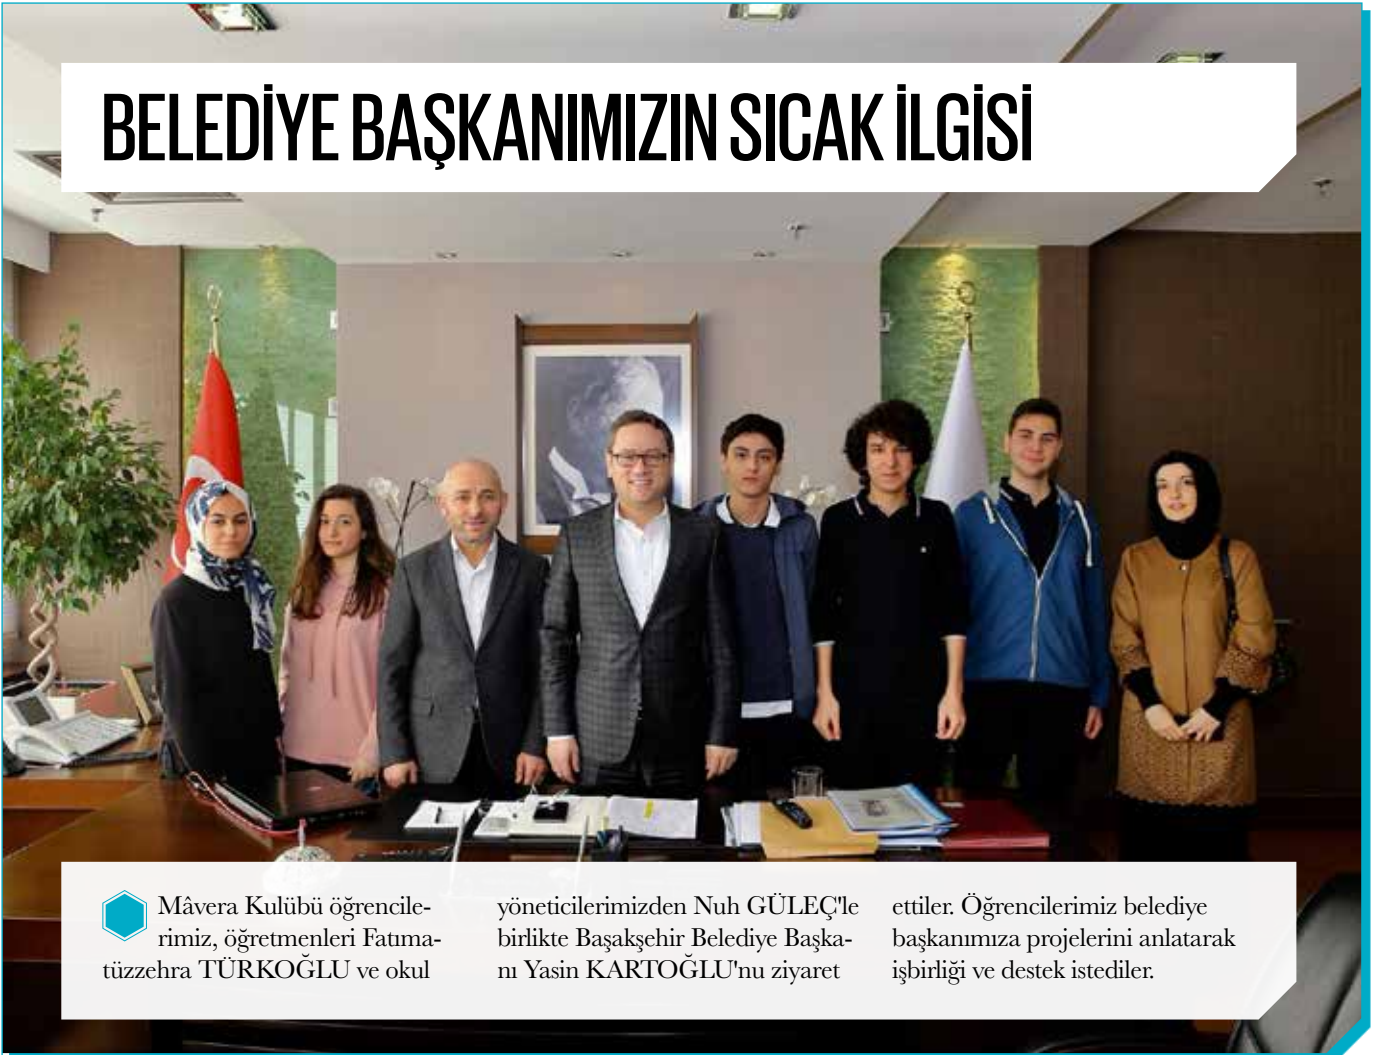 BELEDİYE BAŞKANIMIZIN SICAK İLGİSİ
Mâvera Kulübü öğrencile-
rimiz, öğretmenleri Fatıma-
tüzzehra TÜRKOĞLU ve okul
yöneticilerimizden Nuh GÜLEÇ'le
birlikte Başakşehir Belediye Başka-
nı Yasin KARTOĞLU'nu ziyaret
ettiler. Öğrencilerimiz belediye
başkanımıza projelerini anlatarak
işbirliği ve destek istediler.